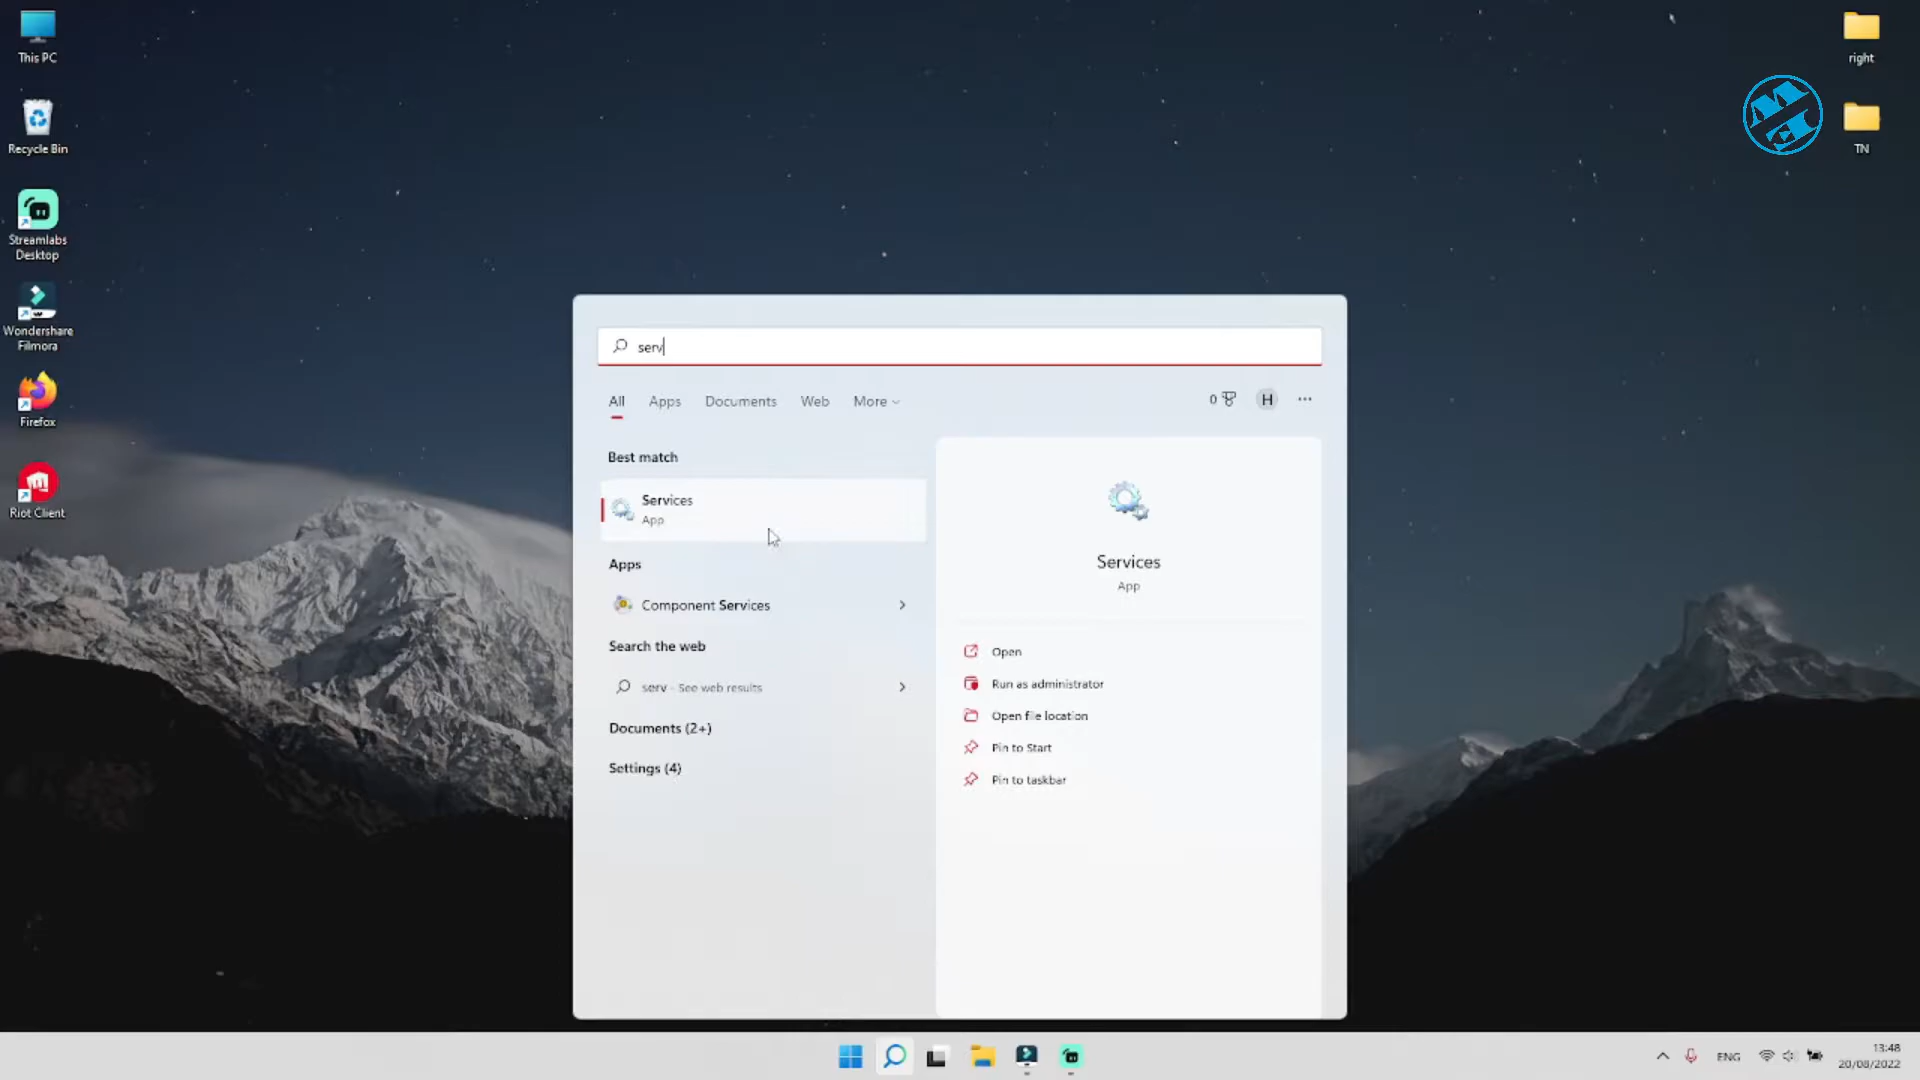 This PC
Recycle Bin
Streamlabs
Desktop
Wondershare
Filmora
Firefox
Riot Client
right
TN
serv
All Apps Documents Web More
0
H
Best match
Services
App
Apps
Component Services
Search the web
serv - See web results
Documents (2+)
Settings (4)
Services
App
Open
Run as administrator
Open file location
Pin to Start
Pin to taskbar
ENG
13:48
20/08/2022